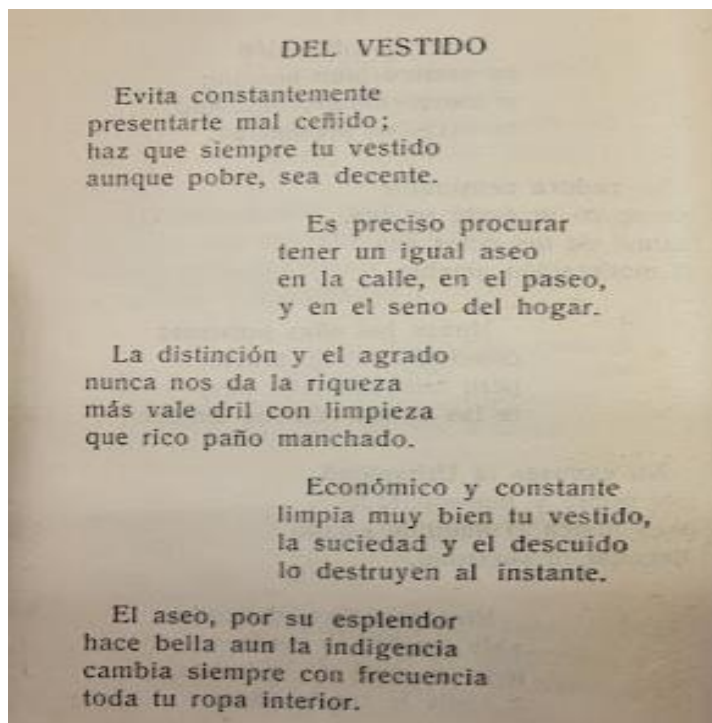 DEL VESTIDO
Evita constantemente
presentarte mal ceñido;
haz que siempre tu vestido
aunque pobre, sea decente.
Es preciso procurar
tener un igual aseo
en la calle, en el paseo,
y en el seno del hogar.
La distinción y el agrado
nunca nos da la riqueza
más vale dril con limpieza
que rico paño manchado.
Económico y constante
limpia muy bien tu vestido,
la suciedad y el descuido
lo destruyen al instante.
El aseo, por su esplendor
hace bella aun la indigencia
cambia siempre con frecuencia
toda tu ropa interior.